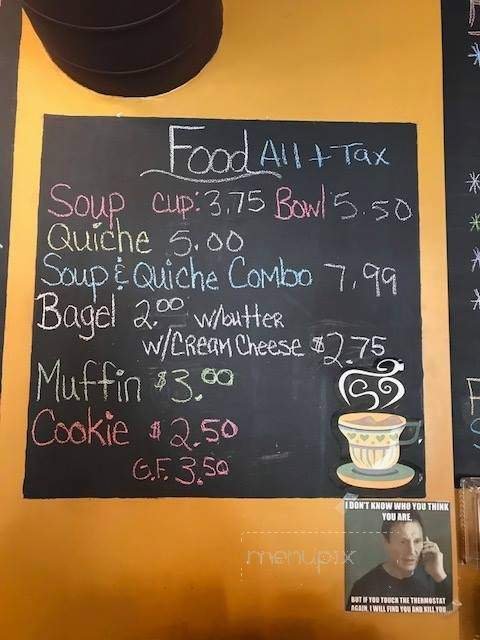 Food All + Tax
Soup cup: 3.75 Bowl 5.50
Quiche 5.00
Soup & Quiche Combo 7.99
Bagel 2.00 w/butter
w/CREAM Cheese $2.75
Muffin $3.00
Cookie $2.50
G.F. 3.50
I DON'T KNOW WHO YOU THINK
YOU ARE,
BUT IF YOU TOUCH THE THERMOSTAT
AGAIN, I WILL FIND YOU AND KILL YOU
menupix